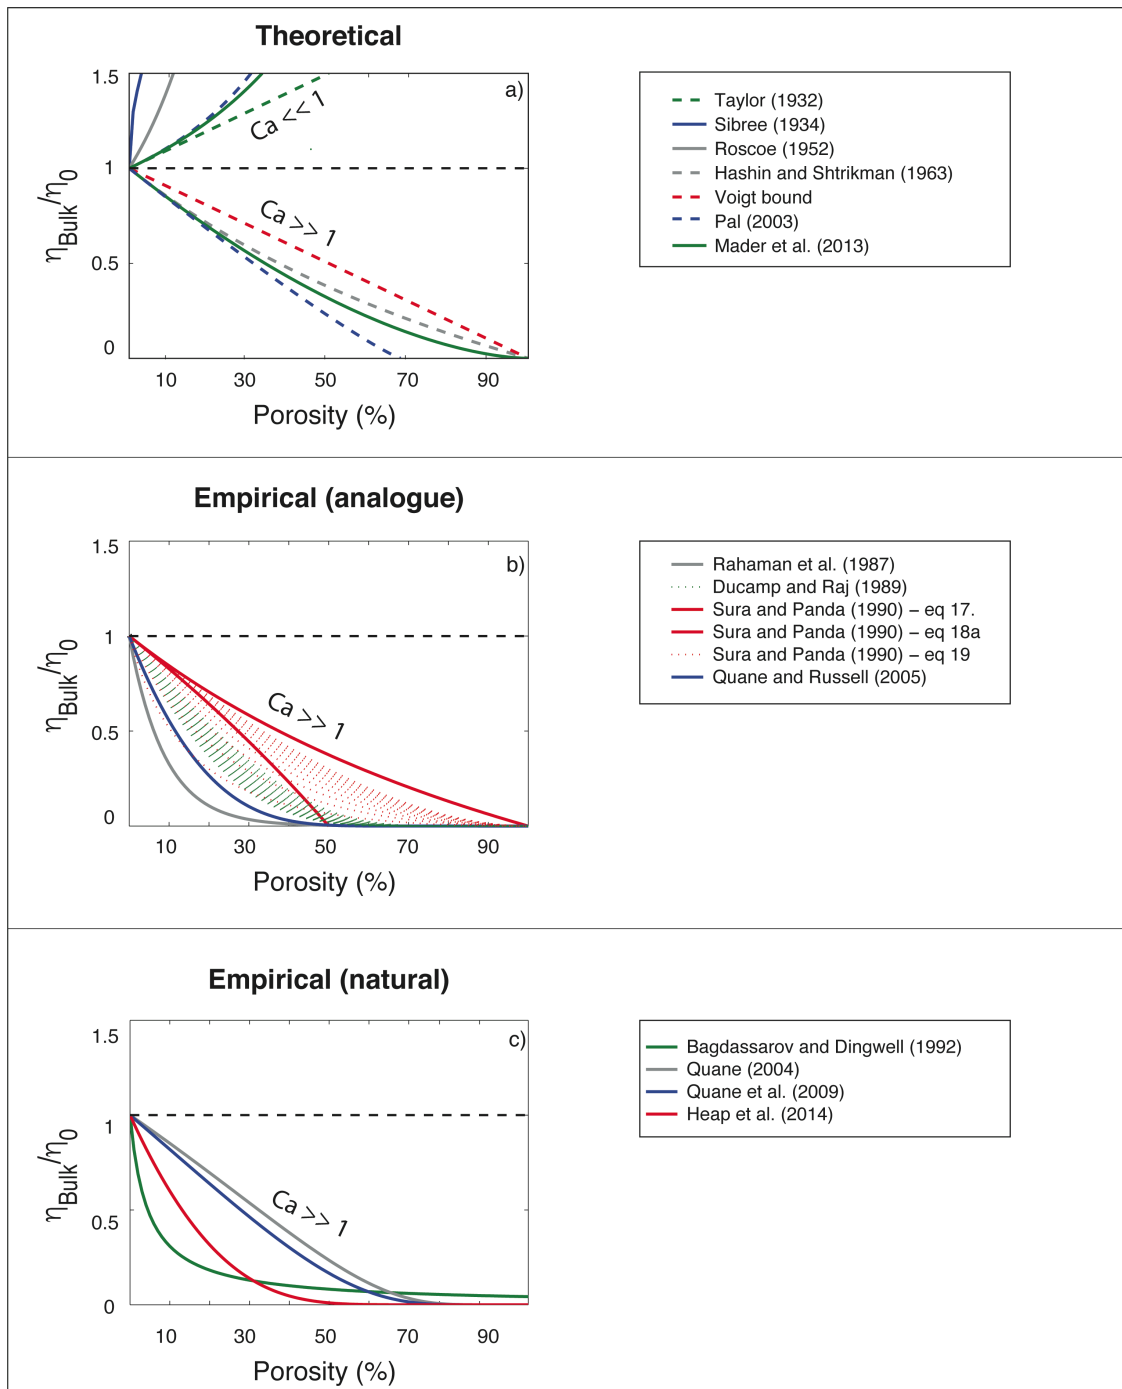 Theoretical
a)
1.5
1
0.5
0
Ca << 1
Ca >> 1
ηBulk/η0
10 30 50 70 90
Porosity (%)
Taylor (1932)
Sibree (1934)
Roscoe (1952)
Hashin and Shtrikman (1963)
Voigt bound
Pal (2003)
Mader et al. (2013)
Empirical (analogue)
b)
1.5
1
0.5
0
Ca >> 1
ηBulk/η0
10 30 50 70 90
Porosity (%)
Rahaman et al. (1987)
Ducamp and Raj (1989)
Sura and Panda (1990) – eq 17.
Sura and Panda (1990) – eq 18a
Sura and Panda (1990) – eq 19
Quane and Russell (2005)
Empirical (natural)
c)
1.5
1
0.5
0
Ca >> 1
ηBulk/η0
10 30 50 70 90
Porosity (%)
Bagdassarov and Dingwell (1992)
Quane (2004)
Quane et al. (2009)
Heap et al. (2014)